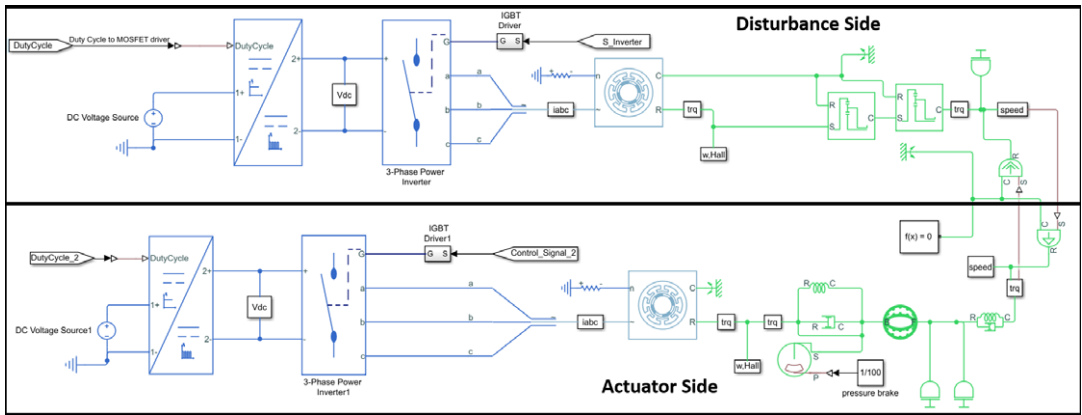 Disturbance Side
IGBT
Driver
DutyCycle
Duty Cycle to MOSFET driver
DutyCycle
G S
S_Inverter
G
2+
+
1+
Vdc
a
a
b
b
c
c
iabc
n
~
C
R
trq
w,Hall
R
S
C
R
S
C
trq
speed
DC Voltage Source
1-
2-
-
3-Phase Power
Inverter
R
C
S
C
S
R
f(x) = 0
speed
trq
IGBT
Driver1
DutyCycle_2
DutyCycle
G S
Control_Signal_2
G
2+
+
1+
Vdc
a
a
b
b
c
c
iabc
n
~
C
R
trq
trq
w,Hall
R
C
R
C
R
C
S
P
1/100
pressure brake
DC Voltage Source1
1-
2-
-
3-Phase Power
Inverter1
Actuator Side